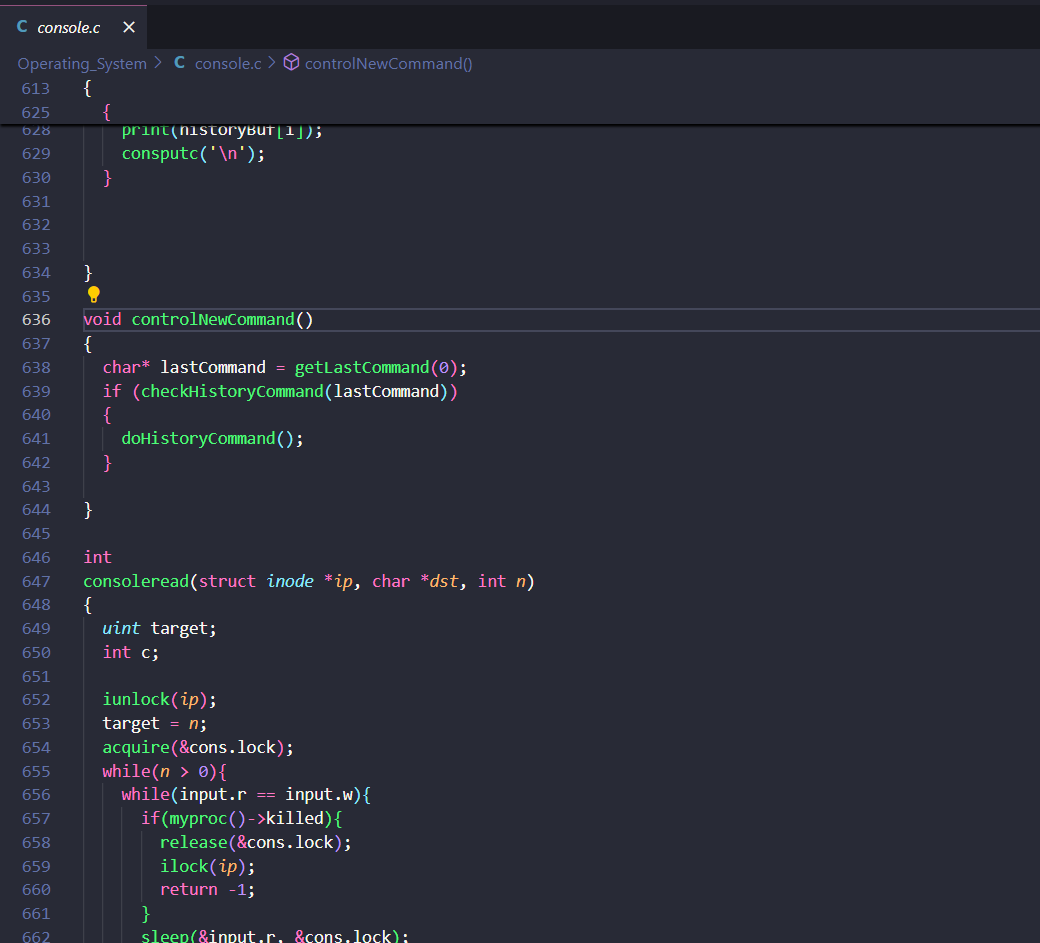 C console.c ×
Operating_System > C console.c > controlNewCommand()
613 {
625   {
628     print(historyBuf[i]);
629     consputc('\n');
630   }
631
632
633
634 }
635
636 void controlNewCommand()
637 {
638   char* lastCommand = getLastCommand(0);
639   if (checkHistoryCommand(lastCommand))
640   {
641     doHistoryCommand();
642   }
643
644 }
645
646 int
647 consoleread(struct inode *ip, char *dst, int n)
648 {
649   uint target;
650   int c;
651
652   iunlock(ip);
653   target = n;
654   acquire(&cons.lock);
655   while(n > 0){
656     while(input.r == input.w){
657       if(myproc()->killed){
658         release(&cons.lock);
659         ilock(ip);
660         return -1;
661       }
662       sleep(&input.r, &cons.lock);